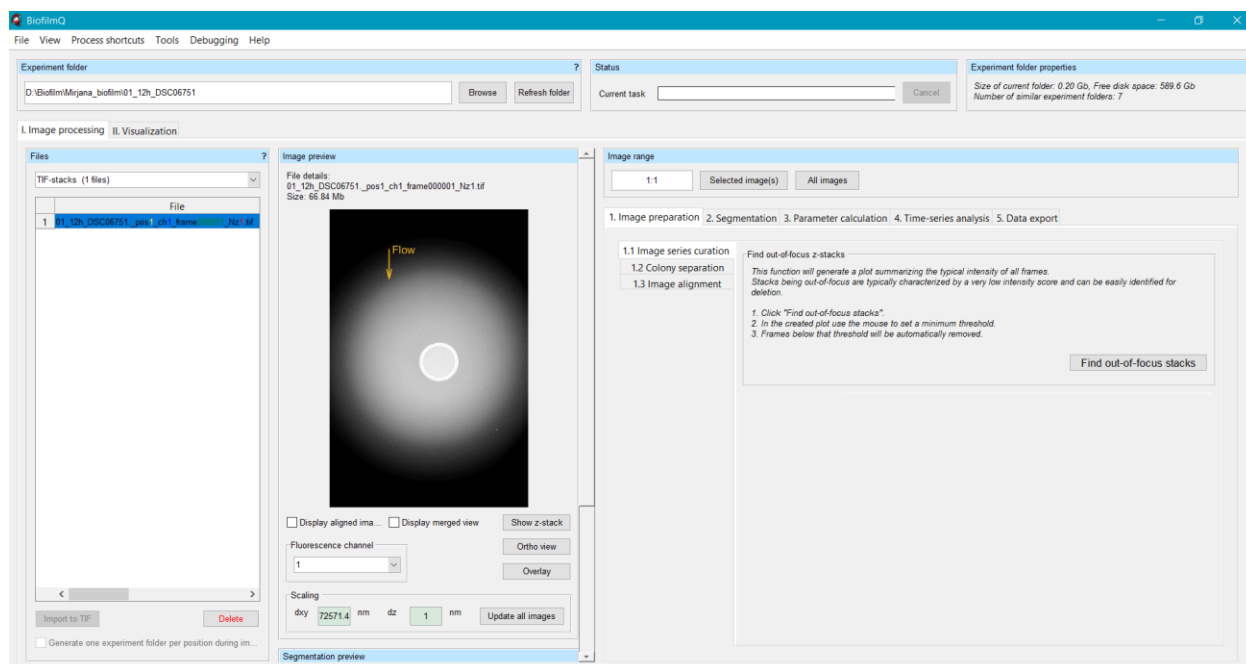 BiofilmQ
File View Process shortcuts Tools Debugging Help
Experiment folder ?
D:\Biofilm\Mirjana_biofilm\01_12h_DSC06751
Browse
Refresh folder
Status
Current task
Cancel
Experiment folder properties
Size of current folder: 0.20 Gb, Free disk space: 589.6 Gb
Number of similar experiment folders: 7
I. Image processing II. Visualization
Files ?
TIF-stacks (1 files)
File
1 01_12h_DSC06751._pos1_ch1_frame000001_Nz1.tif
Import to TIF
Delete
Generate one experiment folder per position during im...
Image preview
File details:
01_12h_DSC06751._pos1_ch1_frame000001_Nz1.tif
Size: 66.84 Mb
Flow
Display aligned ima...
Display merged view
Show z-stack
Fluorescence channel
1
Ortho view
Overlay
Scaling
dxy 72571.4 nm dz 1 nm
Update all images
Segmentation preview
Image range
1:1
Selected image(s)
All images
1. Image preparation 2. Segmentation 3. Parameter calculation 4. Time-series analysis 5. Data export
1.1 Image series curation
1.2 Colony separation
1.3 Image alignment
Find out-of-focus z-stacks
This function will generate a plot summarizing the typical intensity of all frames.
Stacks being out-of-focus are typically characterized by a very low intensity score and can be easily identified for
deletion.
1. Click "Find out-of-focus stacks".
2. In the created plot use the mouse to set a minimum threshold.
3. Frames below that threshold will be automatically removed.
Find out-of-focus stacks